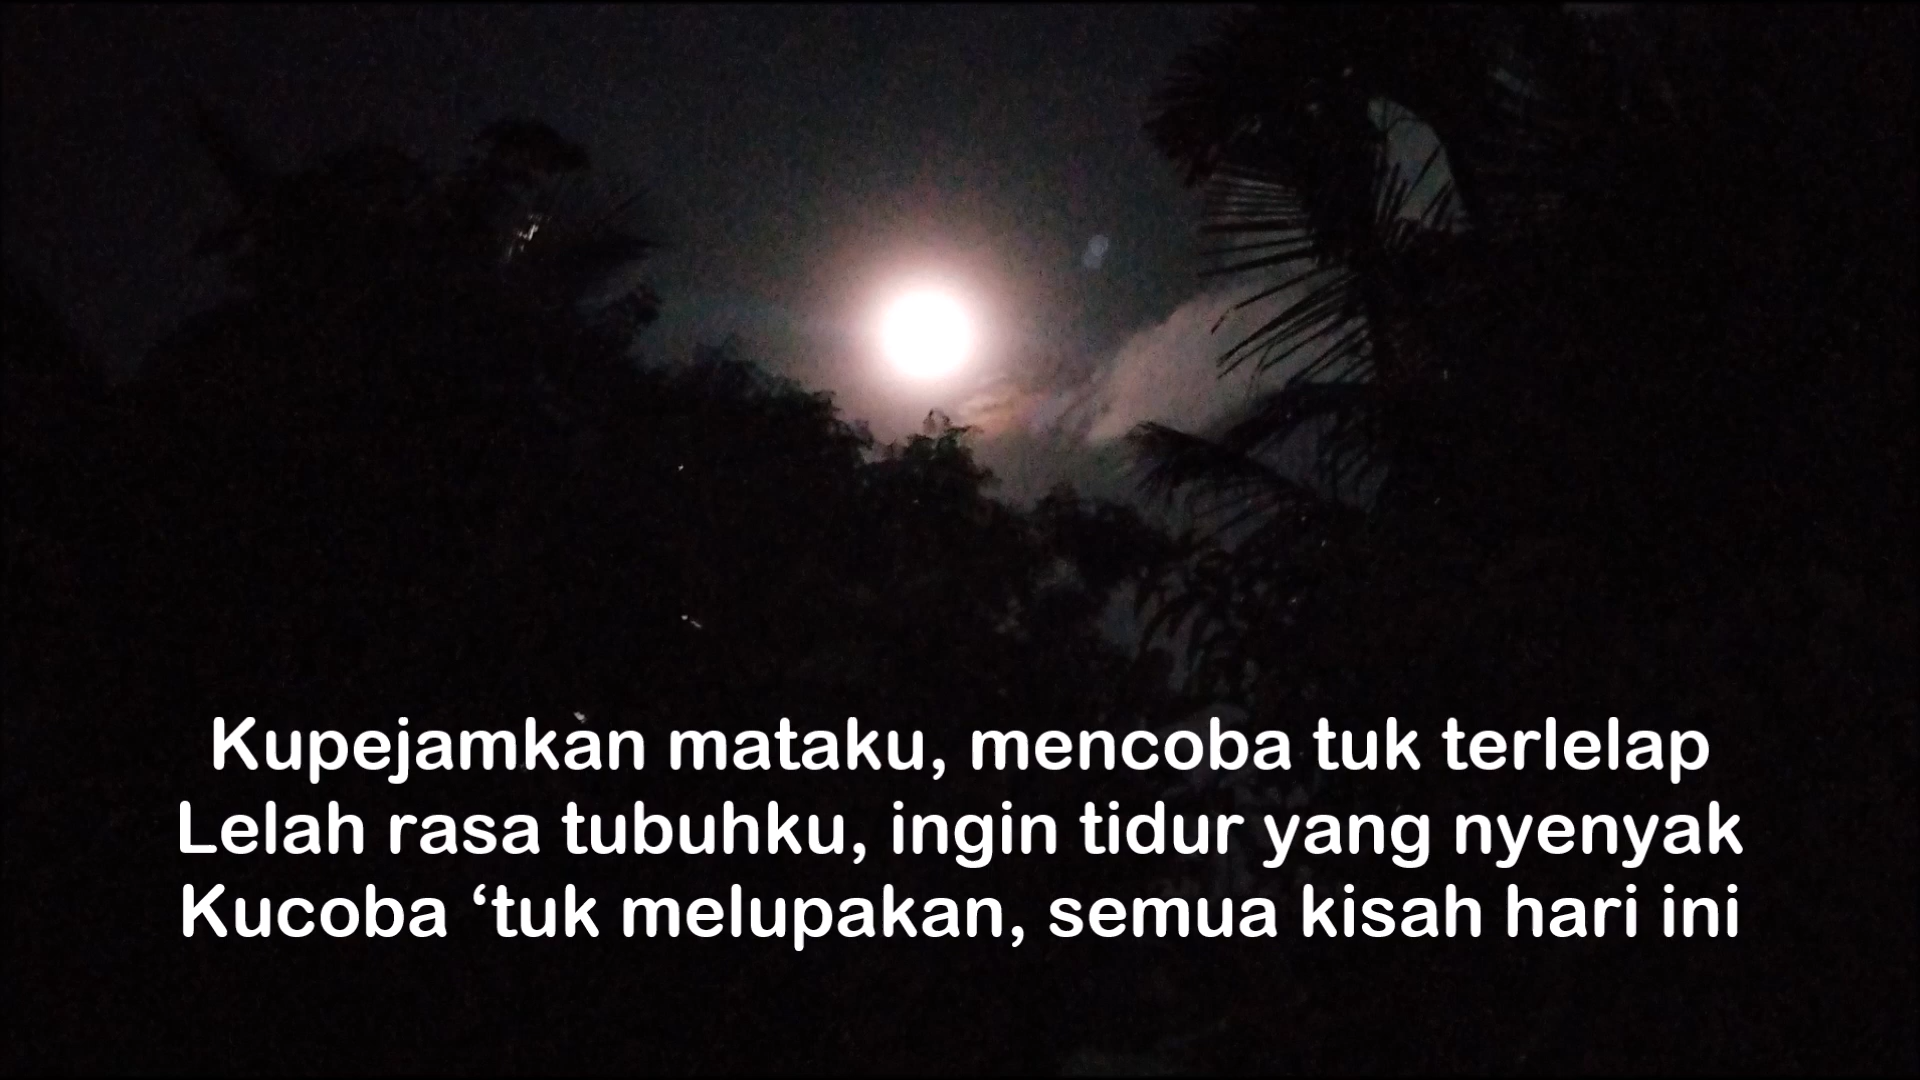 Kupejamkan mataku, mencoba tuk terlelap
Lelah rasa tubuhku, ingin tidur yang nyenyak
Kucoba ‘tuk melupakan, semua kisah hari ini